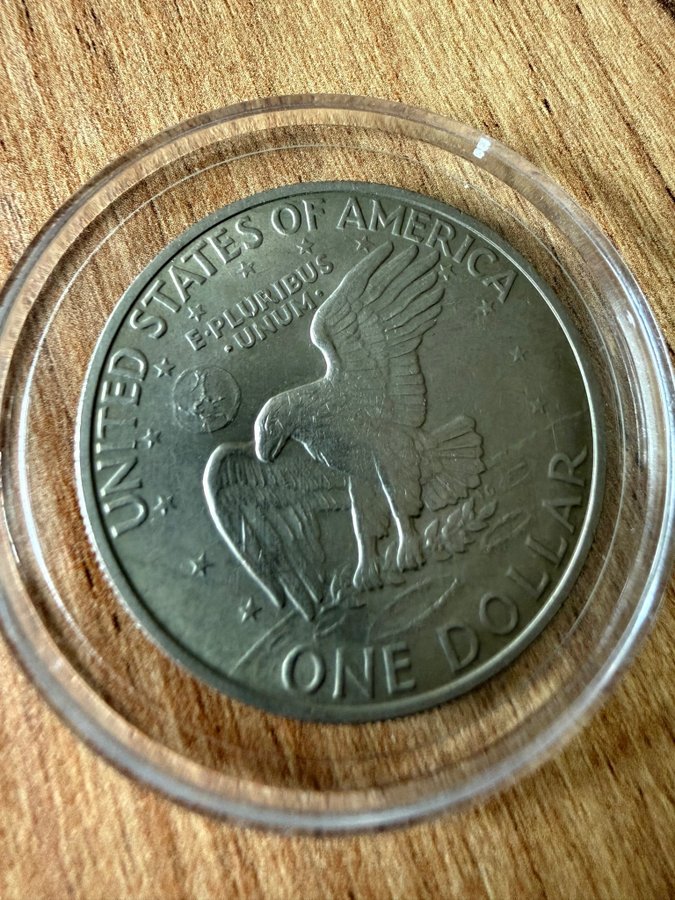 UNITED STATES OF AMERICA
E·PLURIBUS
·UNUM·
ONE DOLLAR